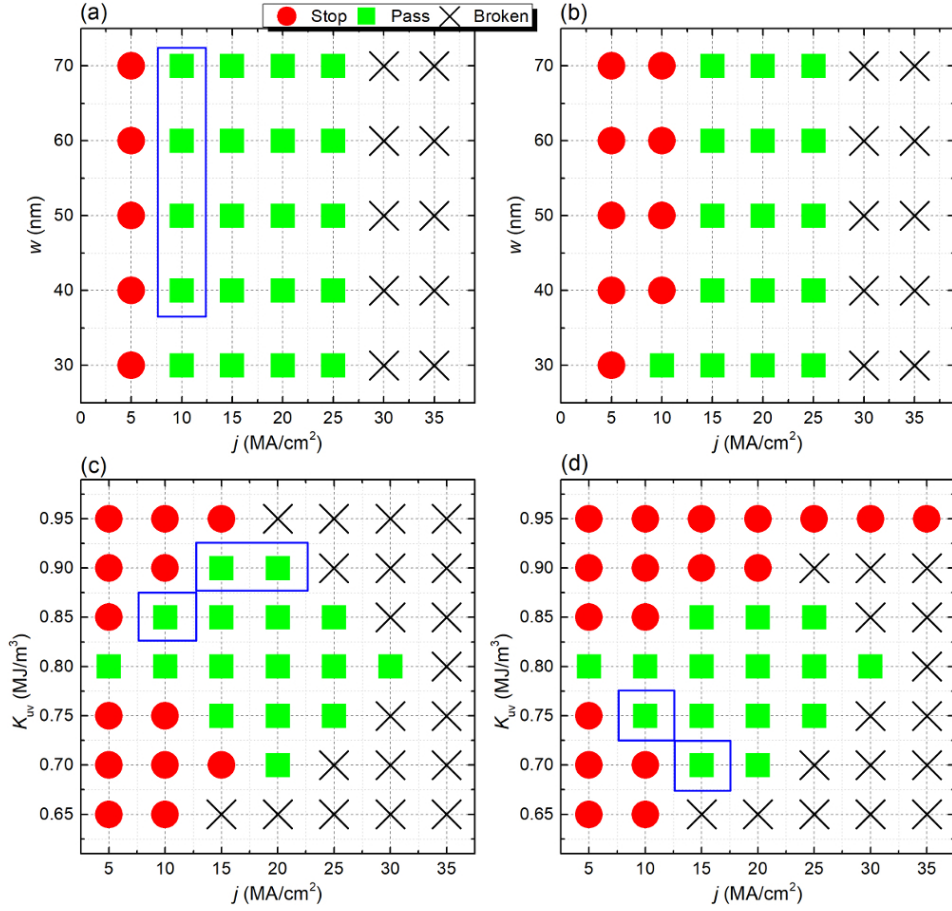 Stop Pass Broken
(a)
70
60
50
40
30
w (nm)
0 5 10 15 20 25 30 35
j (MA/cm²)
(b)
70
60
50
40
30
w (nm)
0 5 10 15 20 25 30 35
j (MA/cm²)
(c)
0.95
0.90
0.85
0.80
0.75
0.70
0.65
Kuv (MJ/m³)
5 10 15 20 25 30 35
j (MA/cm²)
(d)
0.95
0.90
0.85
0.80
0.75
0.70
0.65
Kuv (MJ/m³)
5 10 15 20 25 30 35
j (MA/cm²)